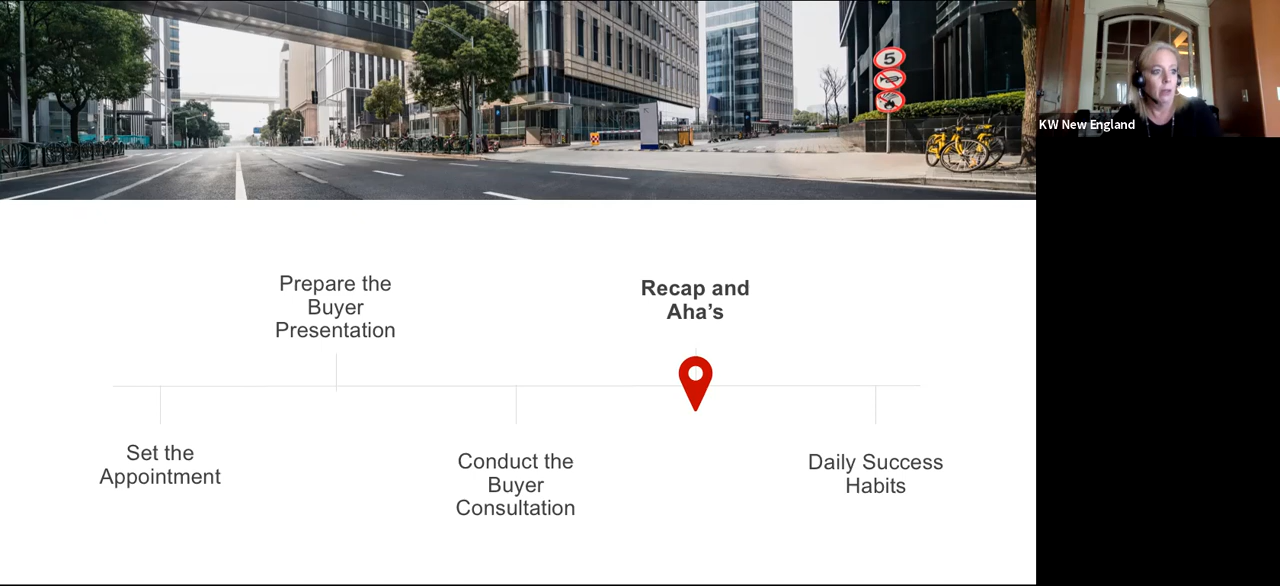 5
KW New England
Prepare the
Buyer
Presentation
Recap and
Aha’s
Set the
Appointment
Conduct the
Buyer
Consultation
Daily Success
Habits